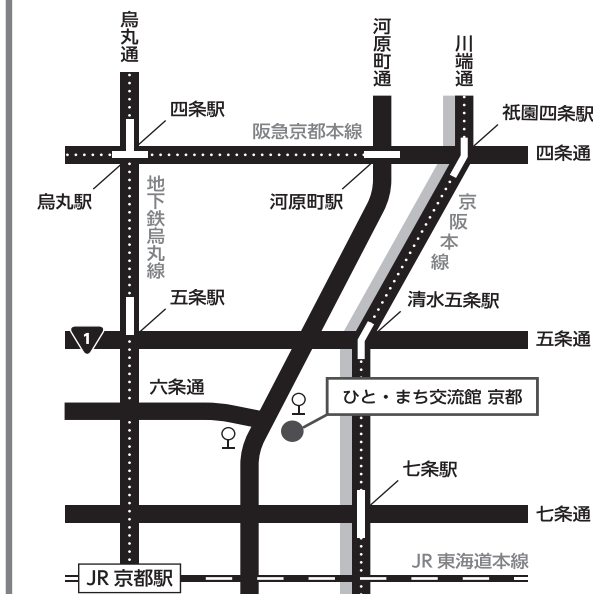 烏丸通
河原町通
川端通
四条駅
阪急京都本線
祇園四条駅
四条通
烏丸駅
地下鉄烏丸線
河原町駅
京阪本線
五条駅
清水五条駅
1
五条通
六条通
ひと・まち交流館 京都
七条駅
七条通
JR 東海道本線
JR 京都駅